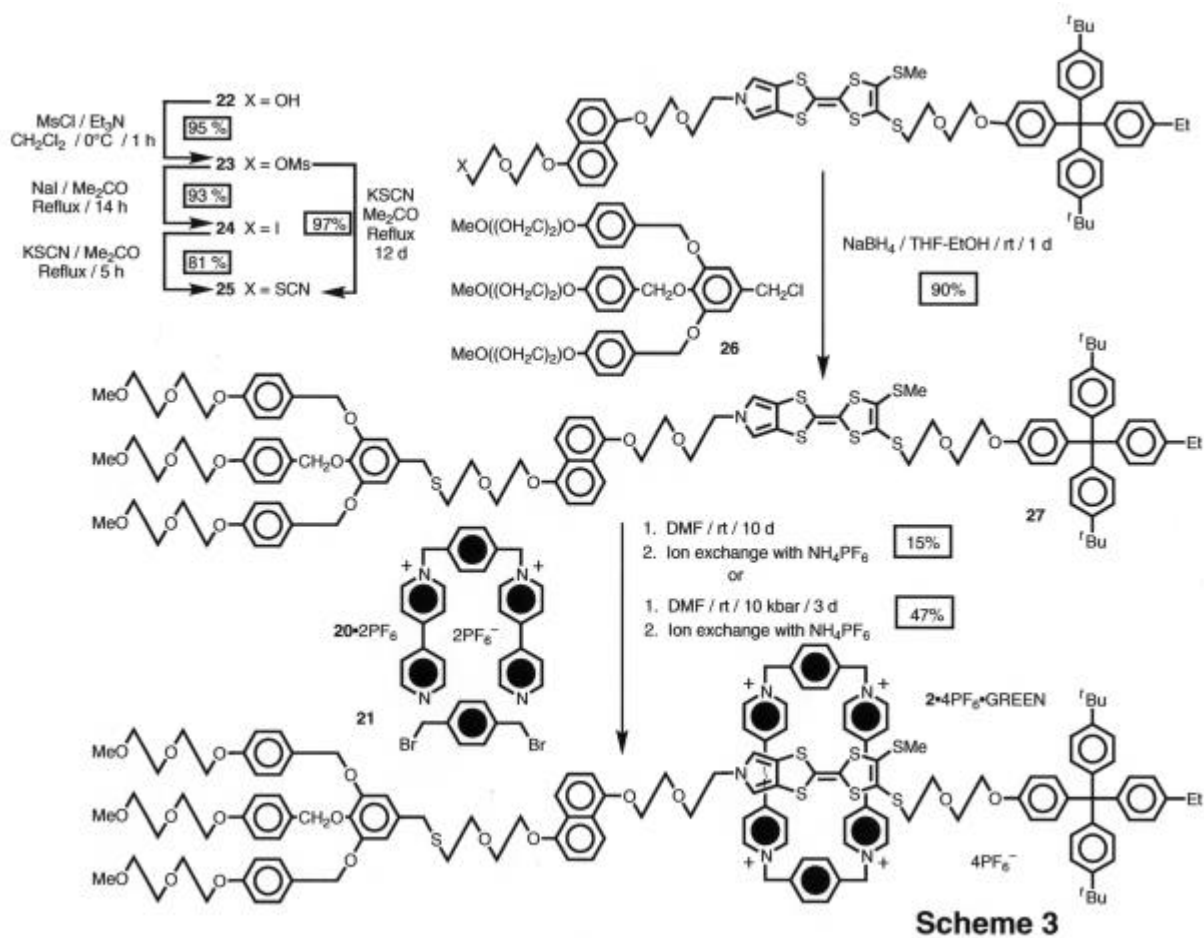 22 X = OH
MsCl / Et3N
CH2Cl2 / 0°C / 1 h
95 %
23 X = OMs
NaI / Me2CO
Reflux / 14 h
93 %
24 X = I
KSCN / Me2CO
Reflux / 5 h
81 %
25 X = SCN
97%
KSCN
Me2CO
Reflux
12 d
X
O
O
O
O
N
S
S
S
S
SMe
S
O
O
tBu
Et
tBu
MeO((OH2C)2)O
O
MeO((OH2C)2)O
CH2O
CH2Cl
MeO((OH2C)2)O
O
26
NaBH4 / THF-EtOH / rt / 1 d
90%
MeO
O
O
O
MeO
O
O
CH2O
MeO
O
O
O
S
O
O
O
O
N
S
S
S
S
SMe
S
O
O
tBu
Et
tBu
27
1. DMF / rt / 10 d
2. Ion exchange with NH4PF6
15%
or
1. DMF / rt / 10 kbar / 3 d
2. Ion exchange with NH4PF6
47%
+
N
N
+
20•2PF6
2PF6–
N
N
21
Br
Br
+
N
N
+
2•4PF6•GREEN
MeO
O
O
O
MeO
O
O
CH2O
MeO
O
O
O
S
O
O
O
O
N
S
S
S
S
SMe
S
O
O
tBu
Et
tBu
+
N
N
+
4PF6–
Scheme 3